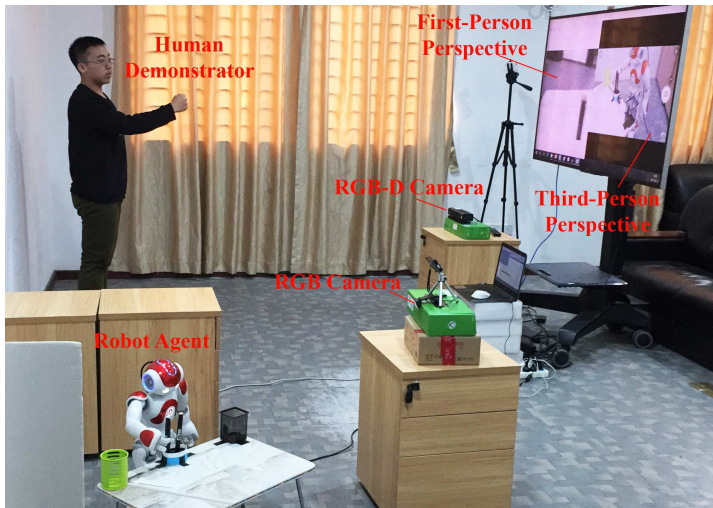 Human
Demonstrator
First-Person
Perspective
RGB-D Camera
Third-Person
Perspective
RGB Camera
Robot Agent